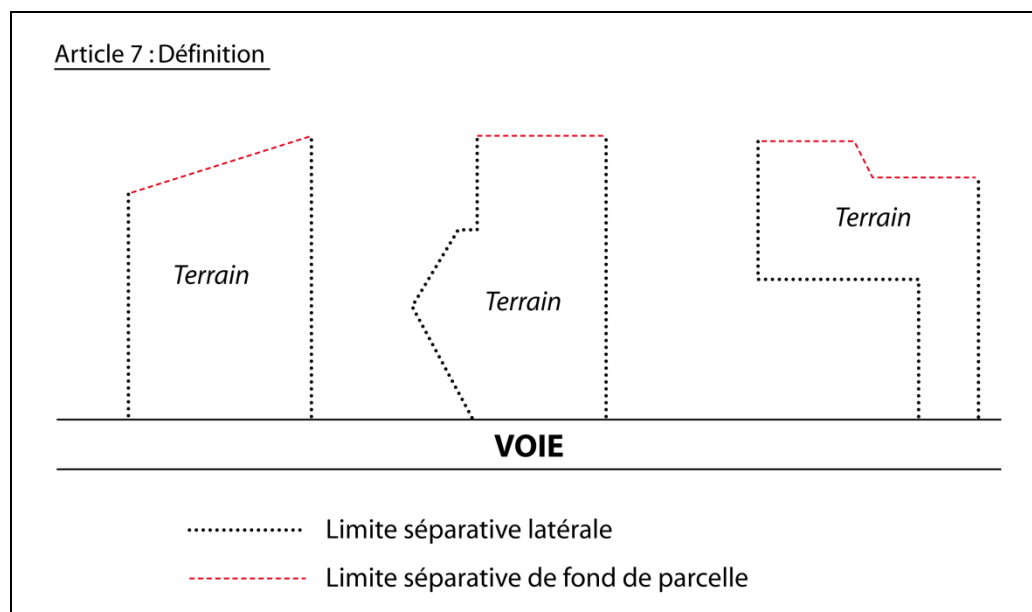 Article 7 : Définition
Terrain
Terrain
Terrain
VOIE
Limite séparative latérale
Limite séparative de fond de parcelle